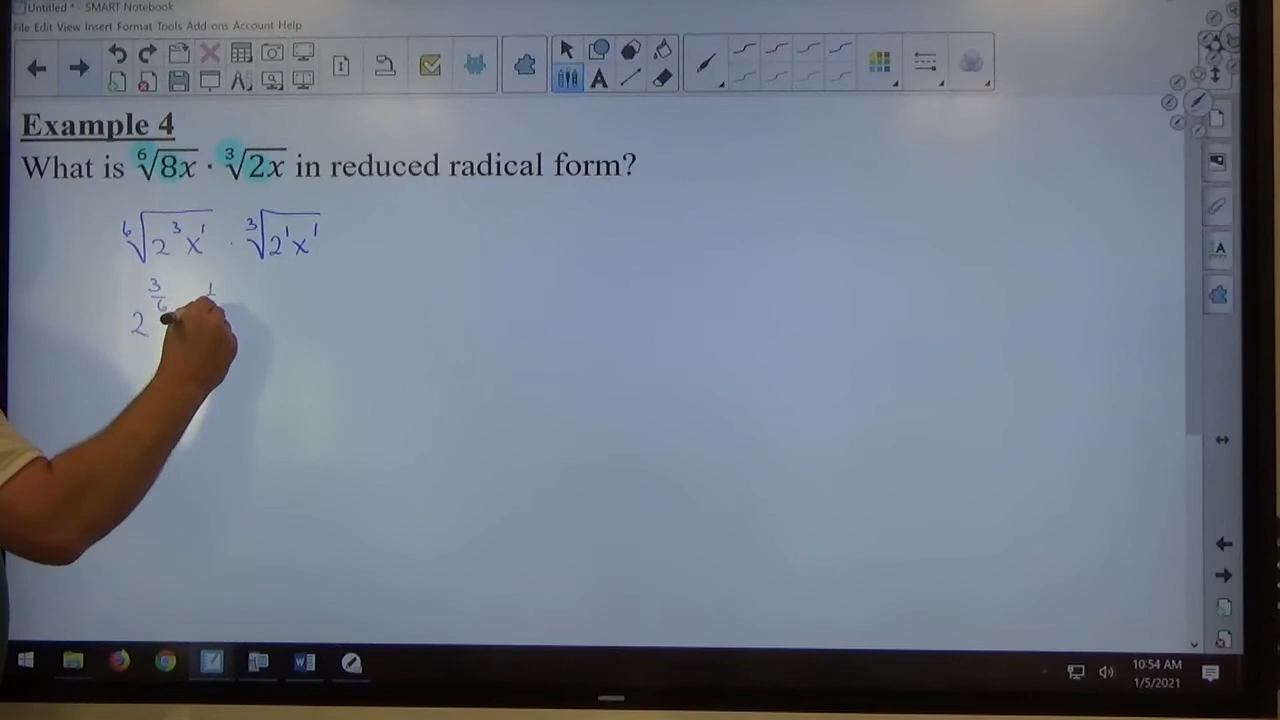 Untitled * - SMART Notebook
File Edit View Insert Format Tools Add-ons Account Help
Example 4
What is ⁶√8x · ³√2x in reduced radical form?
⁶√2³x¹ · ³√2¹x¹
2^(3/6) 1
10:54 AM
1/5/2021